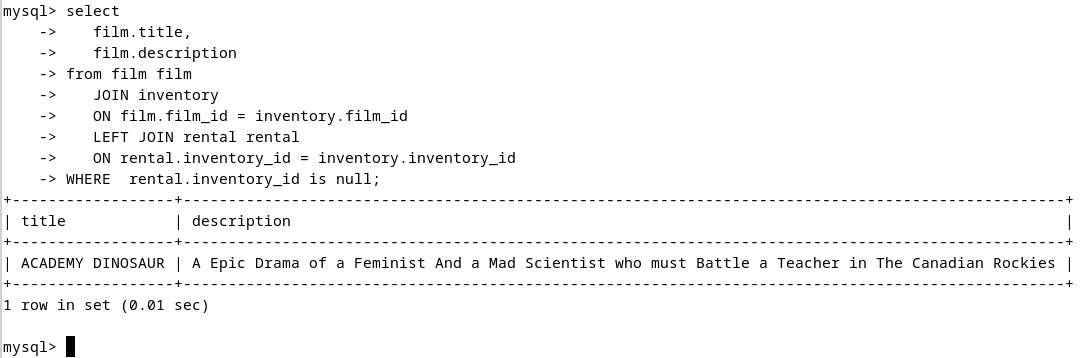 mysql> select
    ->    film.title,
    ->    film.description
    -> from film film
    ->    JOIN inventory
    ->    ON film.film_id = inventory.film_id
    ->    LEFT JOIN rental rental
    ->    ON rental.inventory_id = inventory.inventory_id
    -> WHERE  rental.inventory_id is null;
+------------------+--------------------------------------------------------------------------------------------------+
| title            | description                                                                                      |
+------------------+--------------------------------------------------------------------------------------------------+
| ACADEMY DINOSAUR | A Epic Drama of a Feminist And a Mad Scientist who must Battle a Teacher in The Canadian Rockies |
+------------------+--------------------------------------------------------------------------------------------------+
1 row in set (0.01 sec)
mysql>